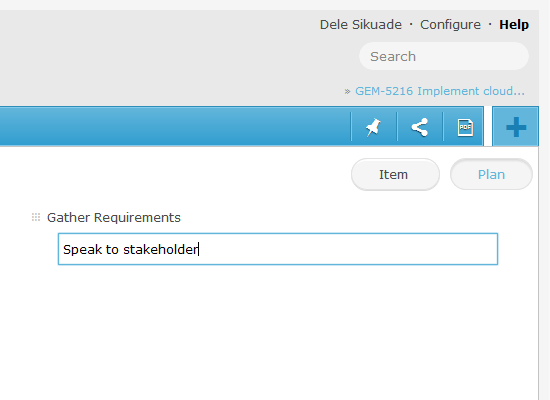 Dele Sikuade · Configure · Help
Search
» GEM-5216 Implement cloud...
PDF
Item
Plan
Gather Requirements
Speak to stakeholder